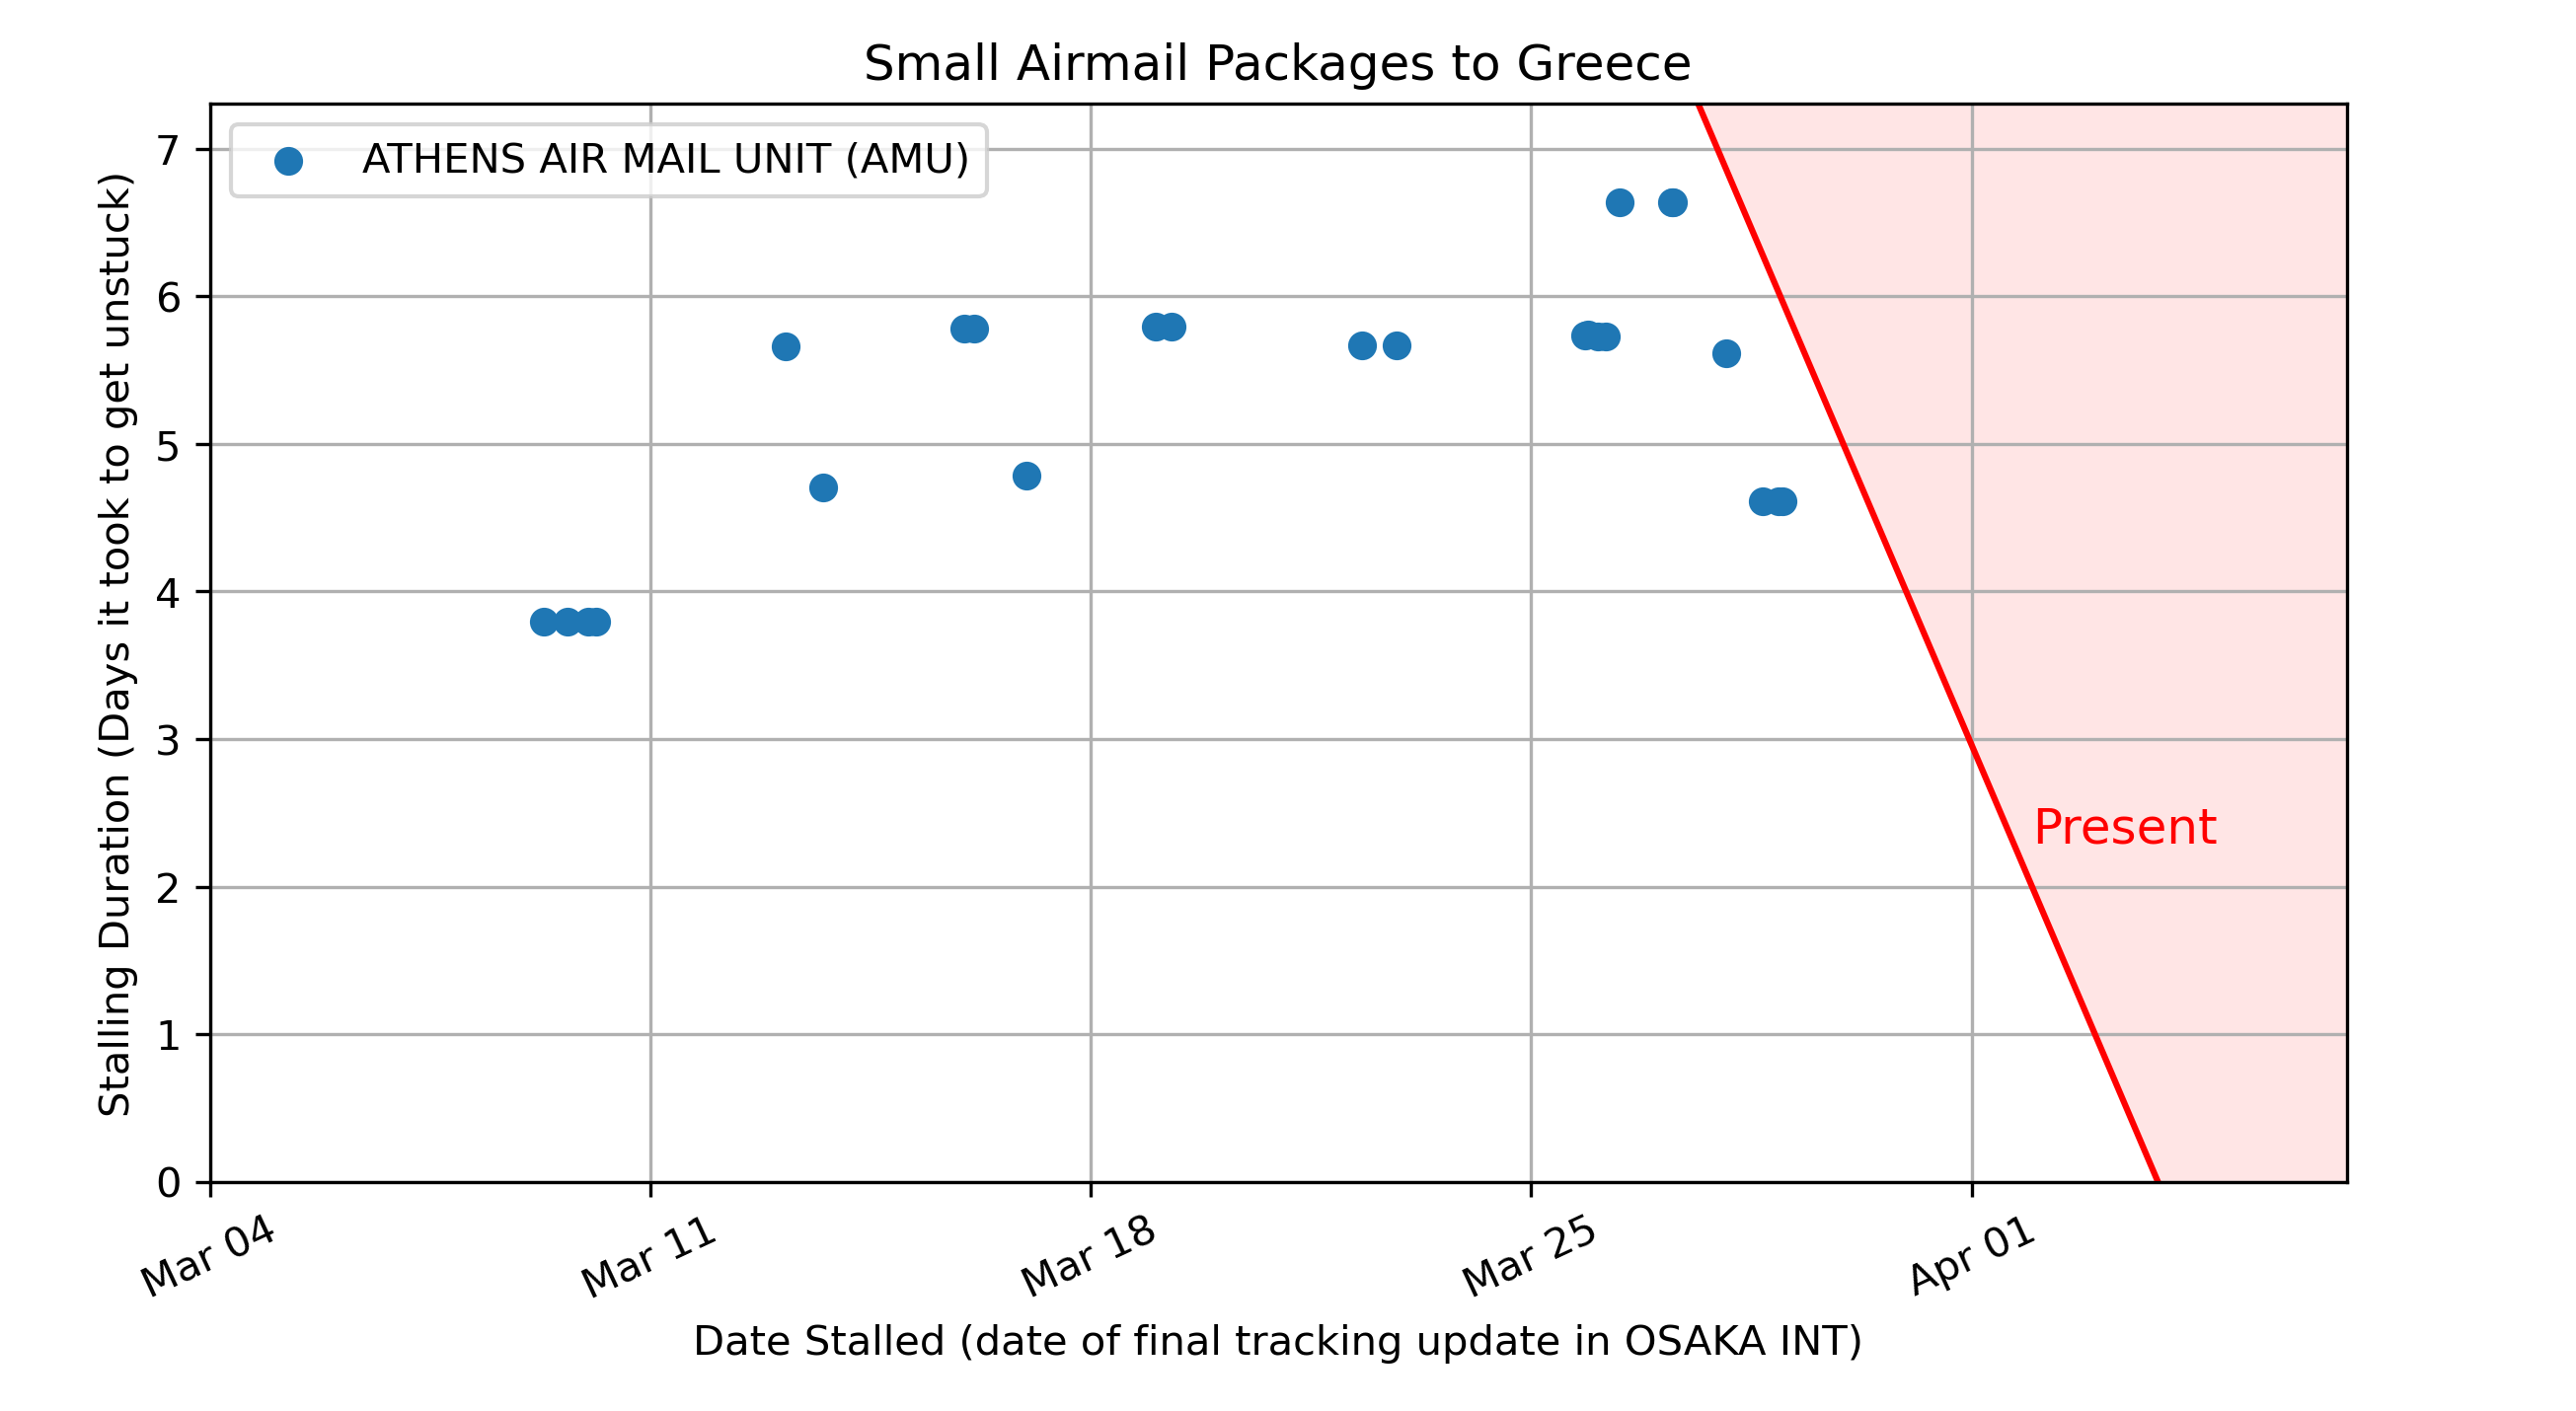 Small Airmail Packages to Greece
ATHENS AIR MAIL UNIT (AMU)
Stalling Duration (Days it took to get unstuck)
7
6
5
4
3
2
1
0
Present
Mar 04
Mar 11
Mar 18
Mar 25
Apr 01
Date Stalled (date of final tracking update in OSAKA INT)